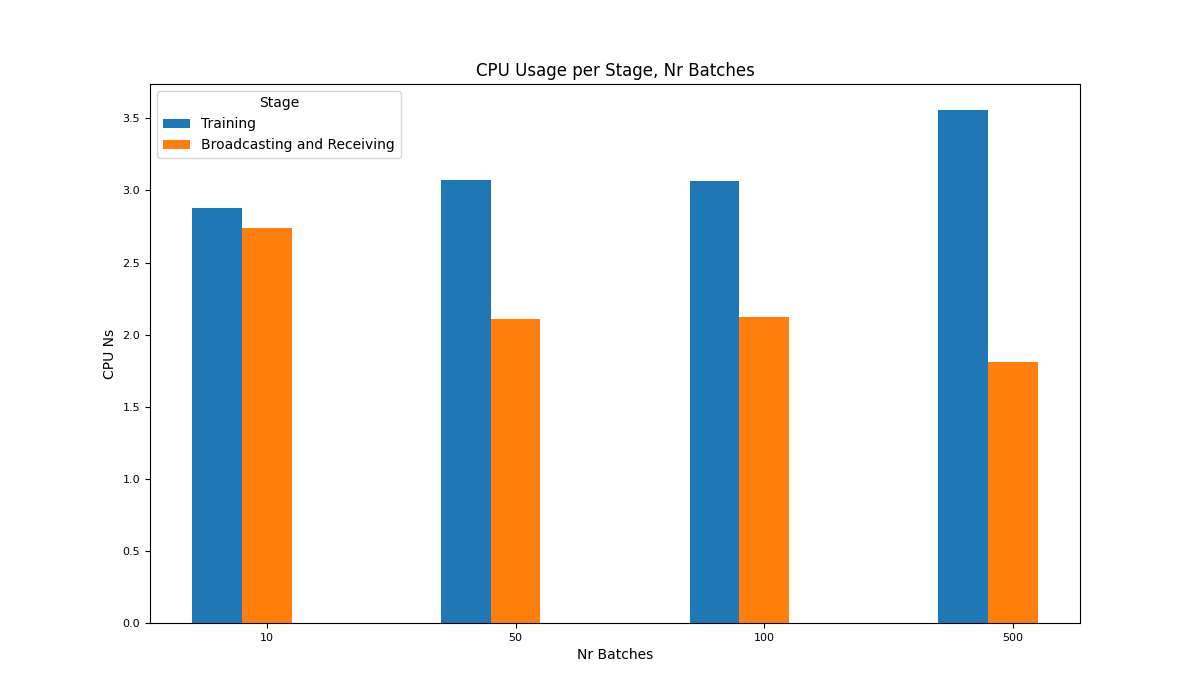 CPU Usage per Stage, Nr Batches
Stage
Training
Broadcasting and Receiving
CPU Ns
3.5
3.0
2.5
2.0
1.5
1.0
0.5
0.0
10 50 100 500
Nr Batches